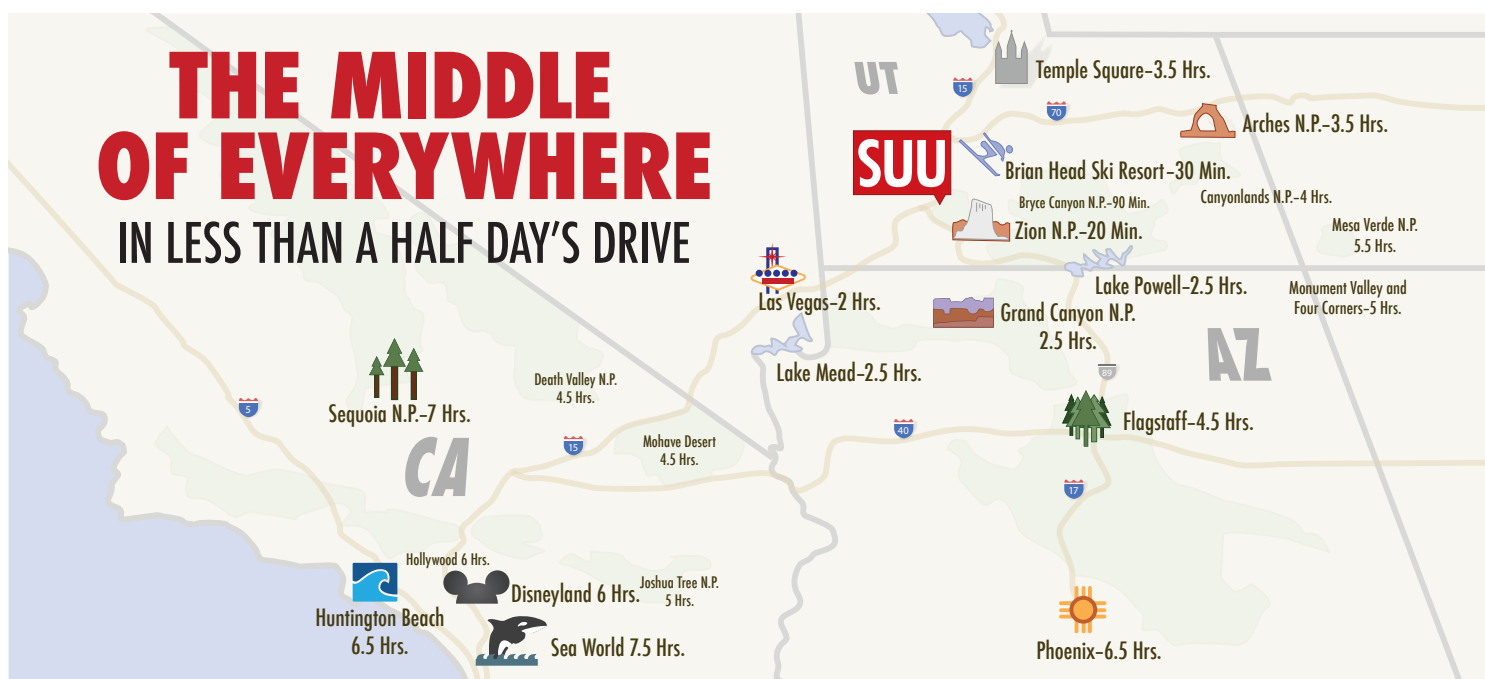 THE MIDDLE
OF EVERYWHERE
IN LESS THAN A HALF DAY'S DRIVE
UT
15
Temple Square-3.5 Hrs.
70
Arches N.P.-3.5 Hrs.
SUU
Brian Head Ski Resort-30 Min.
Bryce Canyon N.P.-90 Min.
Canyonlands N.P.-4 Hrs.
Zion N.P.-20 Min.
Mesa Verde N.P.
5.5 Hrs.
Las Vegas-2 Hrs.
Lake Powell-2.5 Hrs.
Monument Valley and
Four Corners-5 Hrs.
Grand Canyon N.P.
2.5 Hrs.
AZ
Lake Mead-2.5 Hrs.
89
Death Valley N.P.
4.5 Hrs.
Sequoia N.P.-7 Hrs.
5
Flagstaff-4.5 Hrs.
40
15
Mohave Desert
4.5 Hrs.
CA
17
Hollywood 6 Hrs.
Disneyland 6 Hrs.
Joshua Tree N.P.
5 Hrs.
Huntington Beach
6.5 Hrs.
Sea World 7.5 Hrs.
Phoenix-6.5 Hrs.